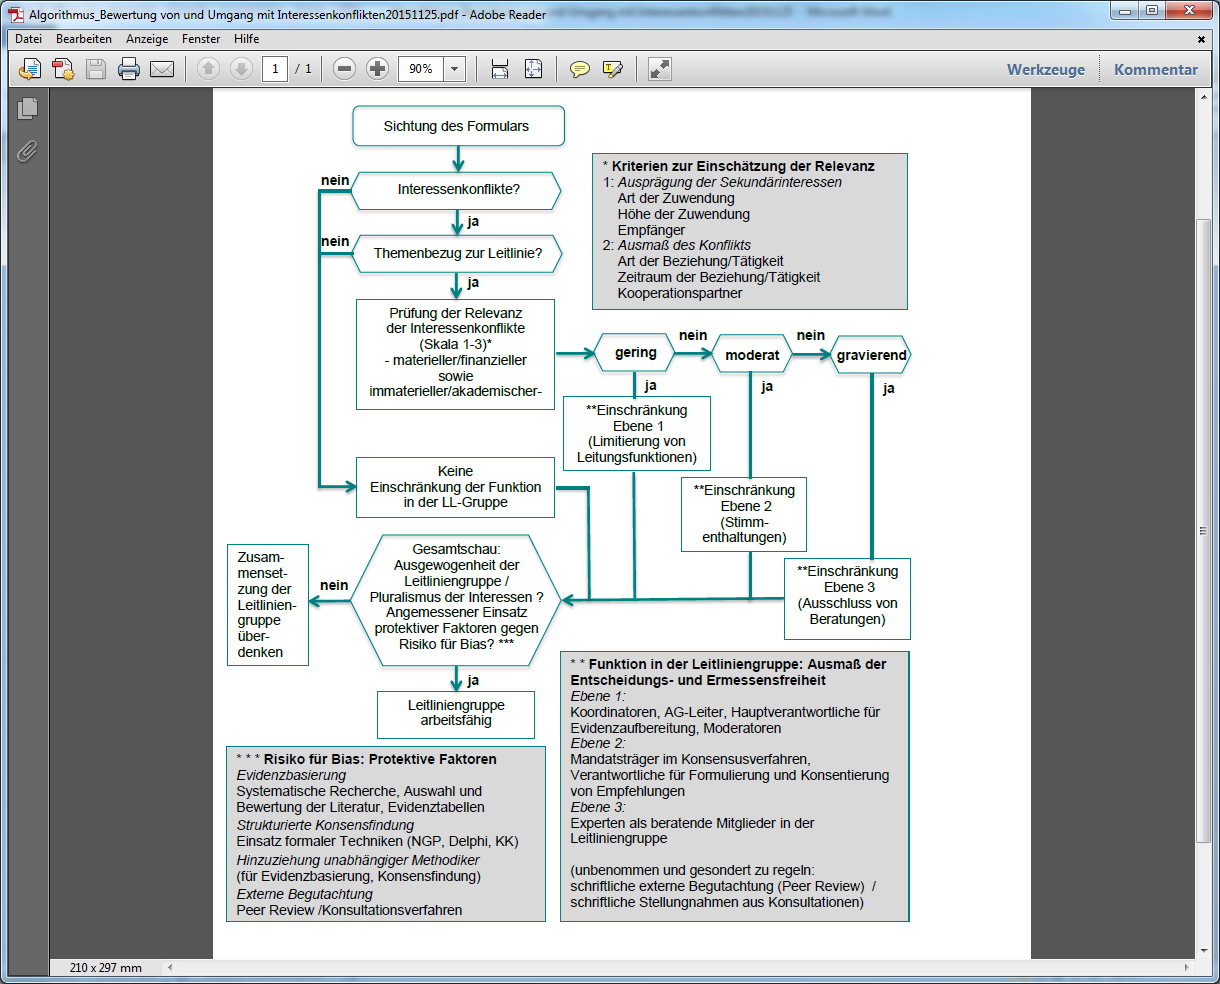 Algorithmus_Bewertung von und Umgang mit Interessenkonflikten20151125.pdf - Adobe Reader
Datei Bearbeiten Anzeige Fenster Hilfe
1 / 1 90% Werkzeuge Kommentar
Sichtung des Formulars
nein
Interessenkonflikte?
ja
nein
Themenbezug zur Leitlinie?
ja
* Kriterien zur Einschätzung der Relevanz
1: Ausprägung der Sekundärinteressen
Art der Zuwendung
Höhe der Zuwendung
Empfänger
2: Ausmaß des Konflikts
Art der Beziehung/Tätigkeit
Zeitraum der Beziehung/Tätigkeit
Kooperationspartner
Prüfung der Relevanz
der Interessenkonflikte
(Skala 1-3)*
- materieller/finanzieller
sowie
immaterieller/akademischer-
gering
nein
moderat
nein
gravierend
ja
ja
ja
**Einschränkung
Ebene 1
(Limitierung von
Leitungsfunktionen)
Keine
Einschränkung der Funktion
in der LL-Gruppe
**Einschränkung
Ebene 2
(Stimm-
enthaltungen)
**Einschränkung
Ebene 3
(Ausschluss von
Beratungen)
Gesamtschau:
Ausgewogenheit der
Leitliniengruppe /
Pluralismus der Interessen ?
Angemessener Einsatz
protektiver Faktoren gegen
Risiko für Bias? ***
nein
Zusam-
menset-
zung der
Leitlinien-
gruppe
über-
denken
ja
Leitliniengruppe
arbeitsfähig
* * Funktion in der Leitliniengruppe: Ausmaß der
Entscheidungs- und Ermessensfreiheit
Ebene 1:
Koordinatoren, AG-Leiter, Hauptverantwortliche für
Evidenzaufbereitung, Moderatoren
Ebene 2:
Mandatsträger im Konsensusverfahren,
Verantwortliche für Formulierung und Konsentierung
von Empfehlungen
Ebene 3:
Experten als beratende Mitglieder in der
Leitliniengruppe
(unbenommen und gesondert zu regeln:
schriftliche externe Begutachtung (Peer Review) /
schriftliche Stellungnahmen aus Konsultationen)
* * * Risiko für Bias: Protektive Faktoren
Evidenzbasierung
Systematische Recherche, Auswahl und
Bewertung der Literatur, Evidenztabellen
Strukturierte Konsensfindung
Einsatz formaler Techniken (NGP, Delphi, KK)
Hinzuziehung unabhängiger Methodiker
(für Evidenzbasierung, Konsensfindung)
Externe Begutachtung
Peer Review /Konsultationsverfahren
210 x 297 mm